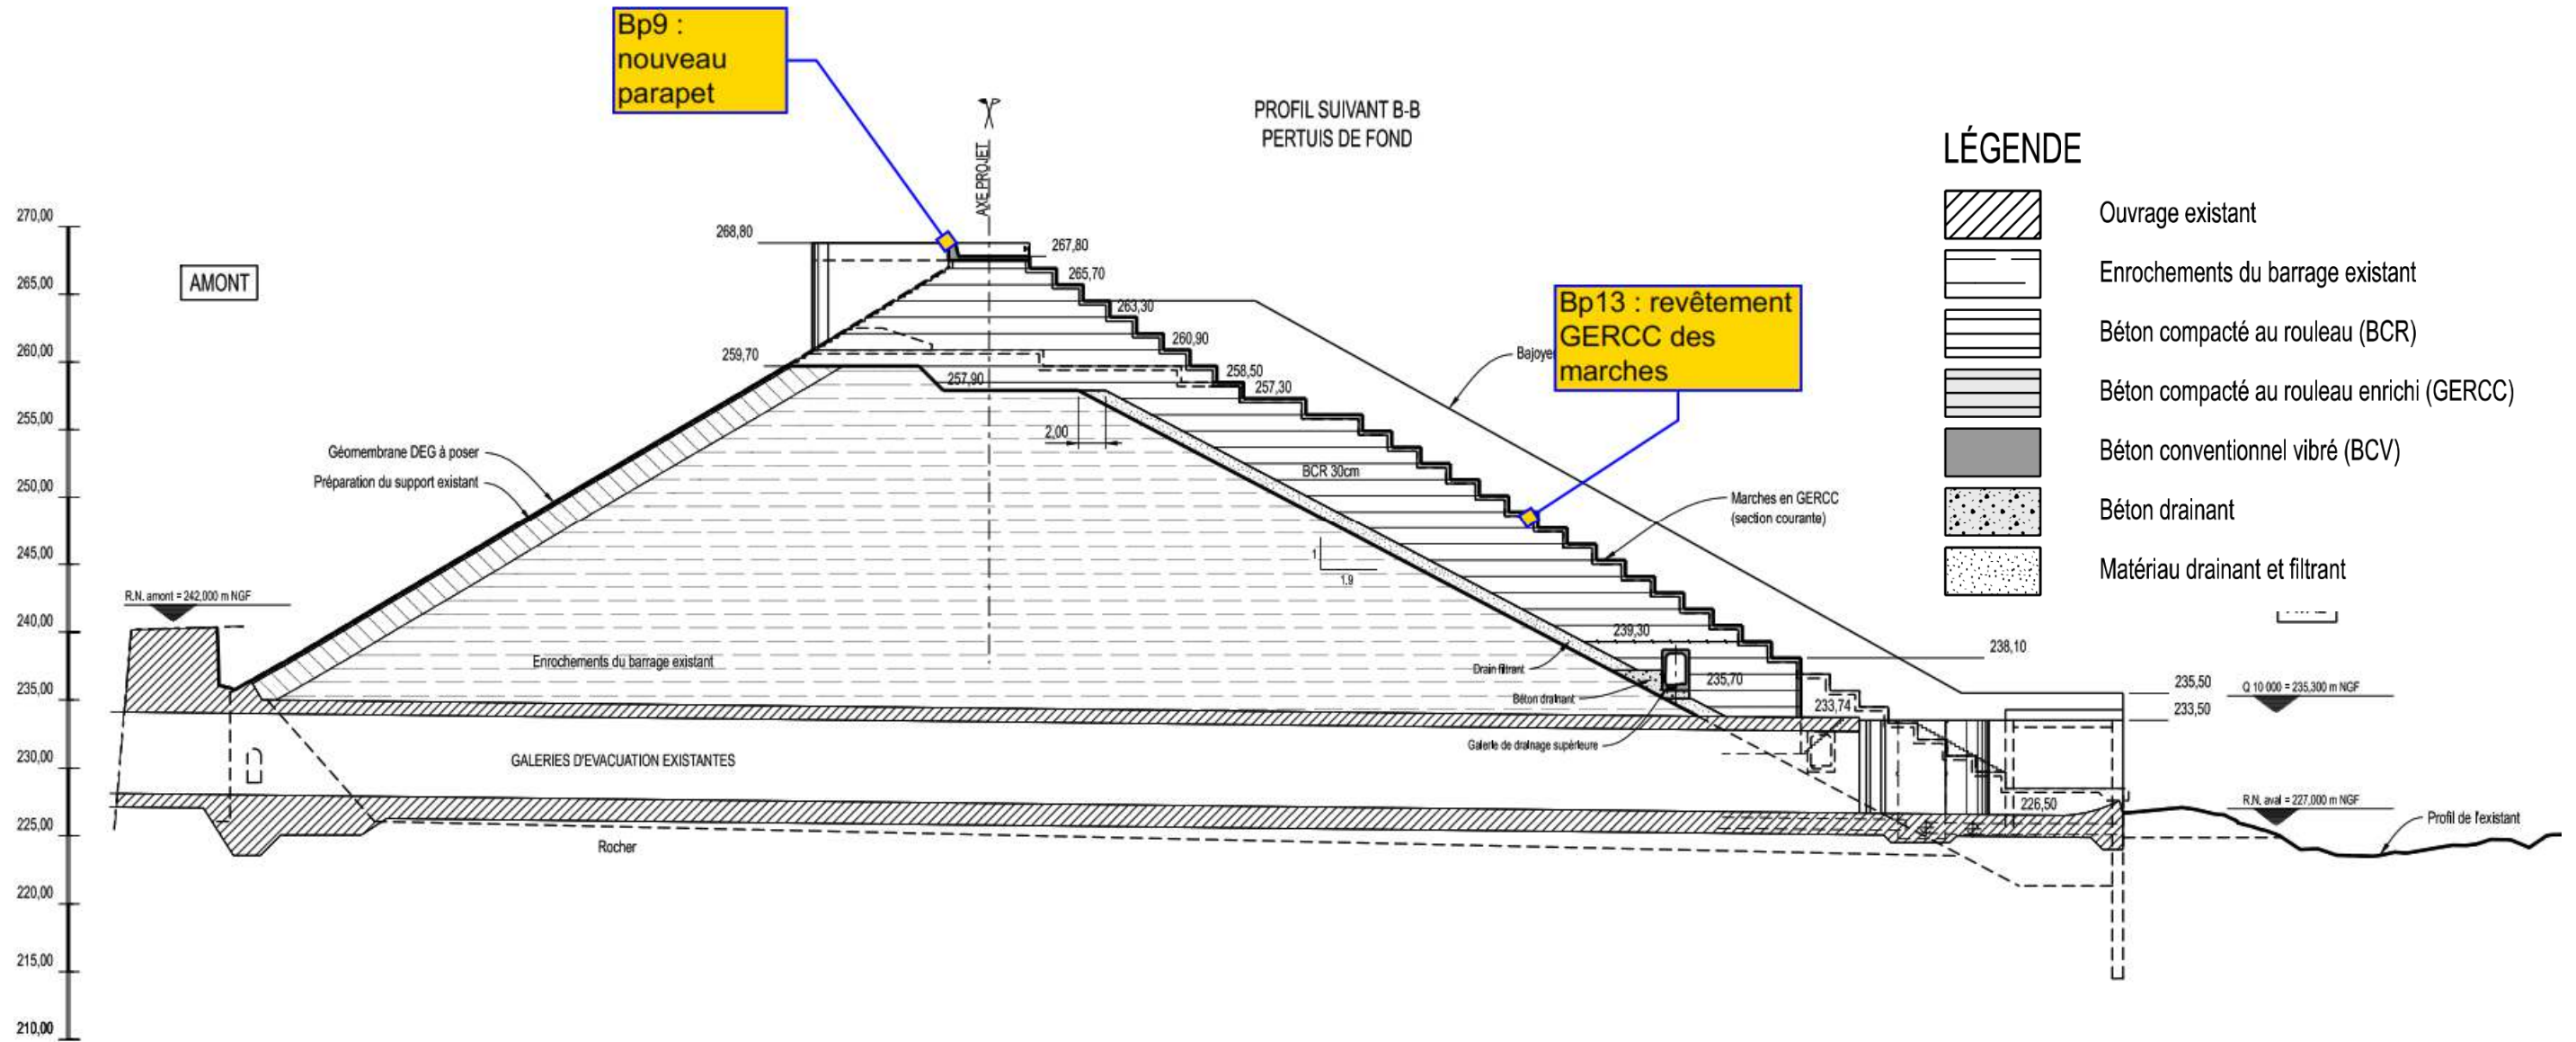 Bp9 :
nouveau
parapet
PROFIL SUIVANT B-B
PERTUIS DE FOND
AXE PROJET
LÉGENDE
Ouvrage existant
Enrochements du barrage existant
Béton compacté au rouleau (BCR)
Béton compacté au rouleau enrichi (GERCC)
Béton conventionnel vibré (BCV)
Béton drainant
Matériau drainant et filtrant
270,00
265,00
260,00
255,00
250,00
245,00
240,00
235,00
230,00
225,00
220,00
215,00
210,00
AMONT
268,80
267,80
265,70
263,30
260,90
259,70
258,50
257,90
257,30
Bp13 : revêtement
GERCC des
marches
2,00
Géomembrane DEG à poser
Préparation du support existant
BCR 30cm
Marches en GERCC
(section courante)
1
1.9
R.N. amont = 242,000 m NGF
239,30
238,10
Enrochements du barrage existant
Drain filtrant
235,70
Béton drainant
233,74
235,50
Q 10 000 = 235,300 m NGF
233,50
Galerie de drainage supérieure
GALERIES D'EVACUATION EXISTANTES
226,50
R.N. aval = 227,000 m NGF
Profil de l'existant
Rocher